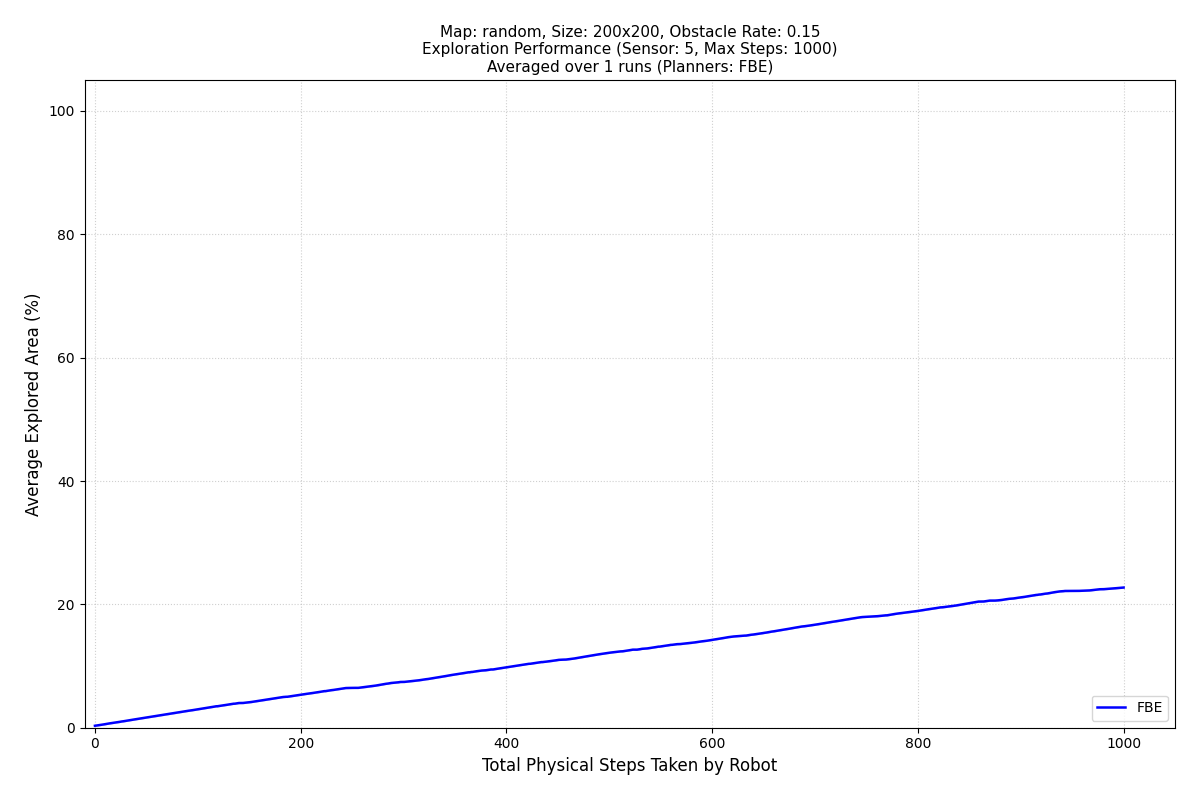 Map: random, Size: 200x200, Obstacle Rate: 0.15
Exploration Performance (Sensor: 5, Max Steps: 1000)
Averaged over 1 runs (Planners: FBE)
Average Explored Area (%)
100
80
60
40
20
0
0 200 400 600 800 1000
Total Physical Steps Taken by Robot
FBE